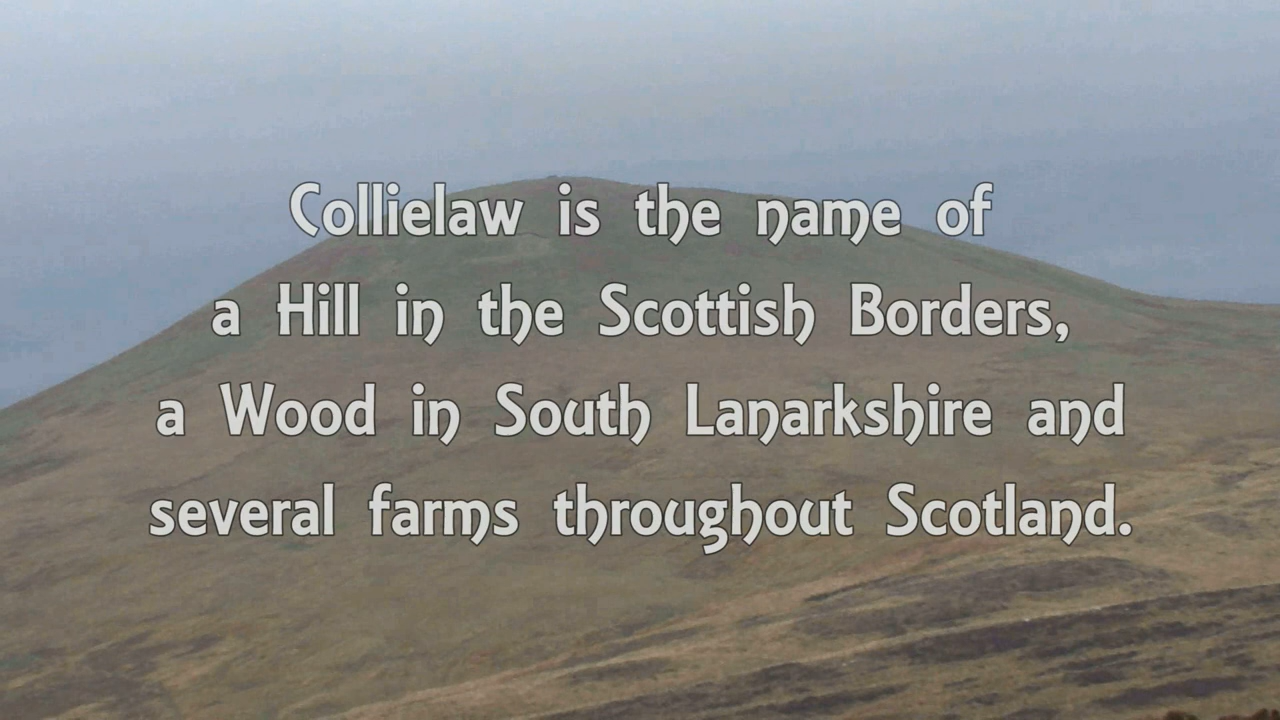 Collielaw is the name of
a Hill in the Scottish Borders,
a Wood in South Lanarkshire and
several farms throughout Scotland.